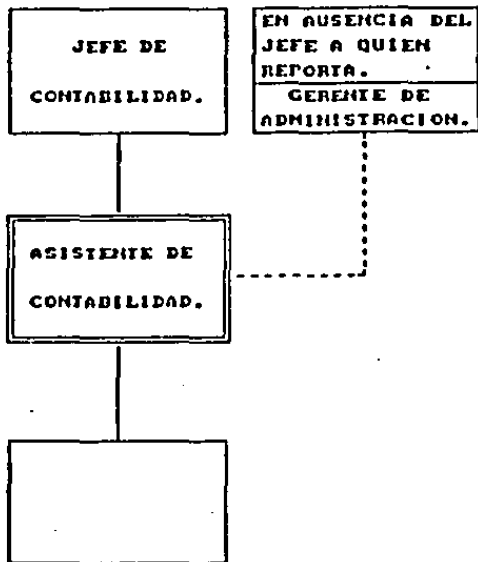 JEFE DE
CONTABILIDAD.
EN AUSENCIA DEL
JEFE A QUIEN
REPORTA.
GERENTE DE
ADMINISTRACION.
ASISTENTE DE
CONTABILIDAD.